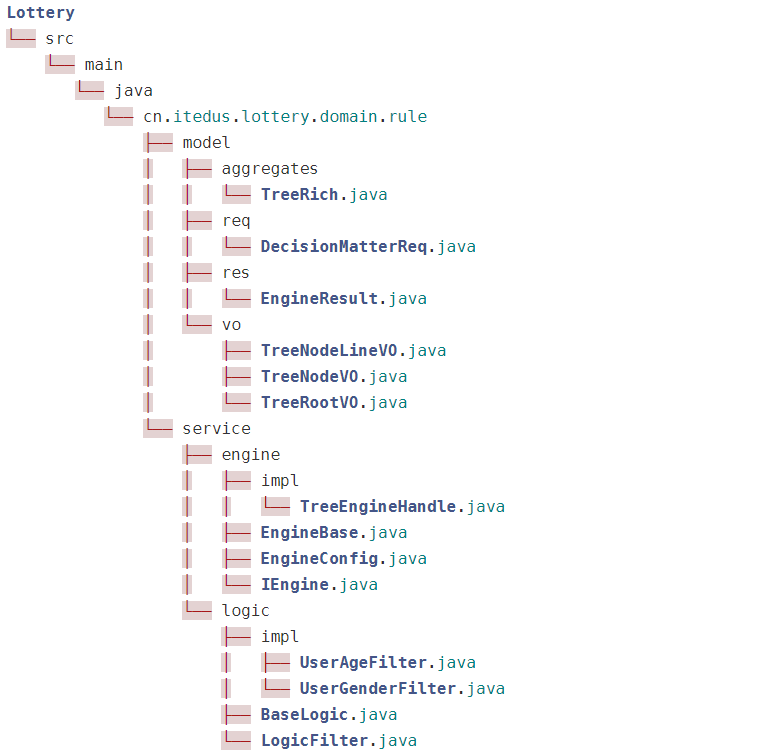 Lottery
└── src
    └── main
       └── java
          └── cn.itedus.lottery.domain.rule
              ├── model
              │   ├── aggregates
              │   │   └── TreeRich.java
              │   ├── req
              │   │   └── DecisionMatterReq.java
              │   ├── res
              │   │   └── EngineResult.java
              │   └── vo
              │       ├── TreeNodeLineVO.java
              │       ├── TreeNodeVO.java
              │       └── TreeRootVO.java
              └── service
                  ├── engine
                  │   ├── impl
                  │   │   └── TreeEngineHandle.java
                  │   ├── EngineBase.java
                  │   ├── EngineConfig.java
                  │   └── IEngine.java
                  └── logic
                      ├── impl
                      │   ├── UserAgeFilter.java
                      │   └── UserGenderFilter.java
                      ├── BaseLogic.java
                      └── LogicFilter.java